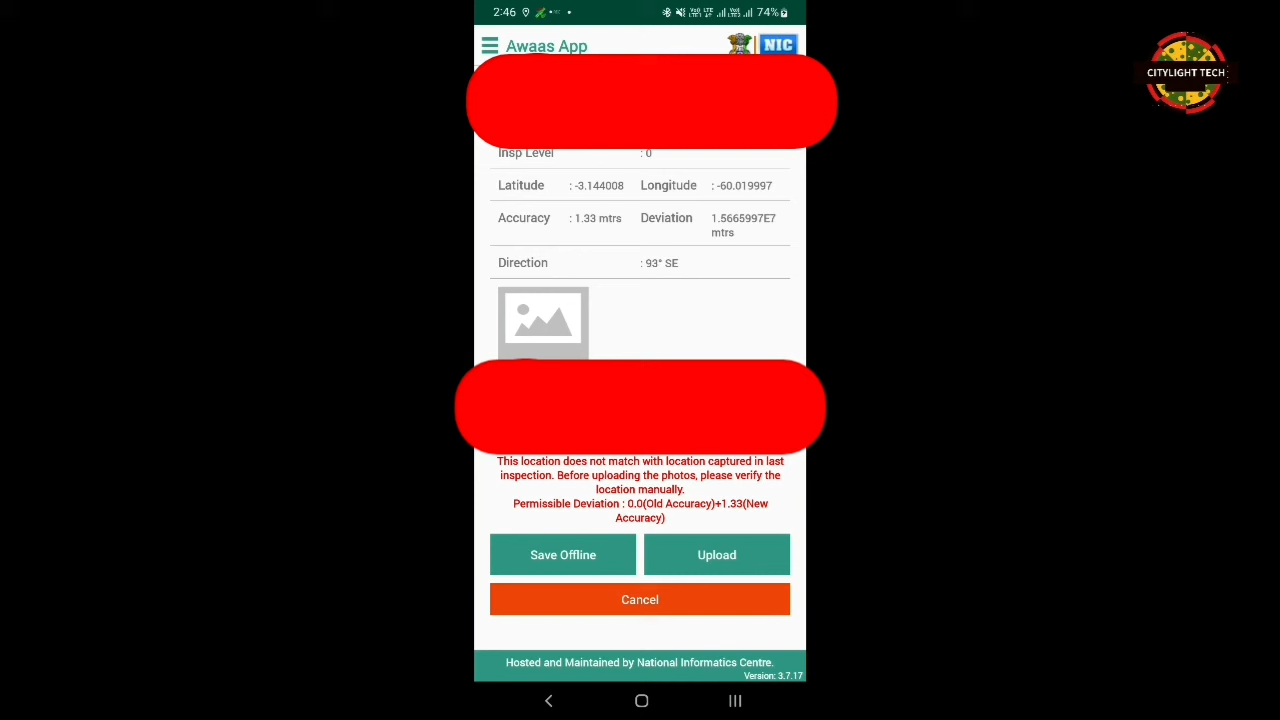 2:46 74%
CITYLIGHT TECH
Awaas App NIC
Insp Level : 0
Latitude : -3.144008 Longitude : -60.019997
Accuracy : 1.33 mtrs Deviation 1.5665997E7
mtrs
Direction : 93° SE
This location does not match with location captured in last
inspection. Before uploading the photos, please verify the
location manually.
Permissible Deviation : 0.0(Old Accuracy)+1.33(New
Accuracy)
Save Offline Upload
Cancel
Hosted and Maintained by National Informatics Centre.
Version: 3.7.17